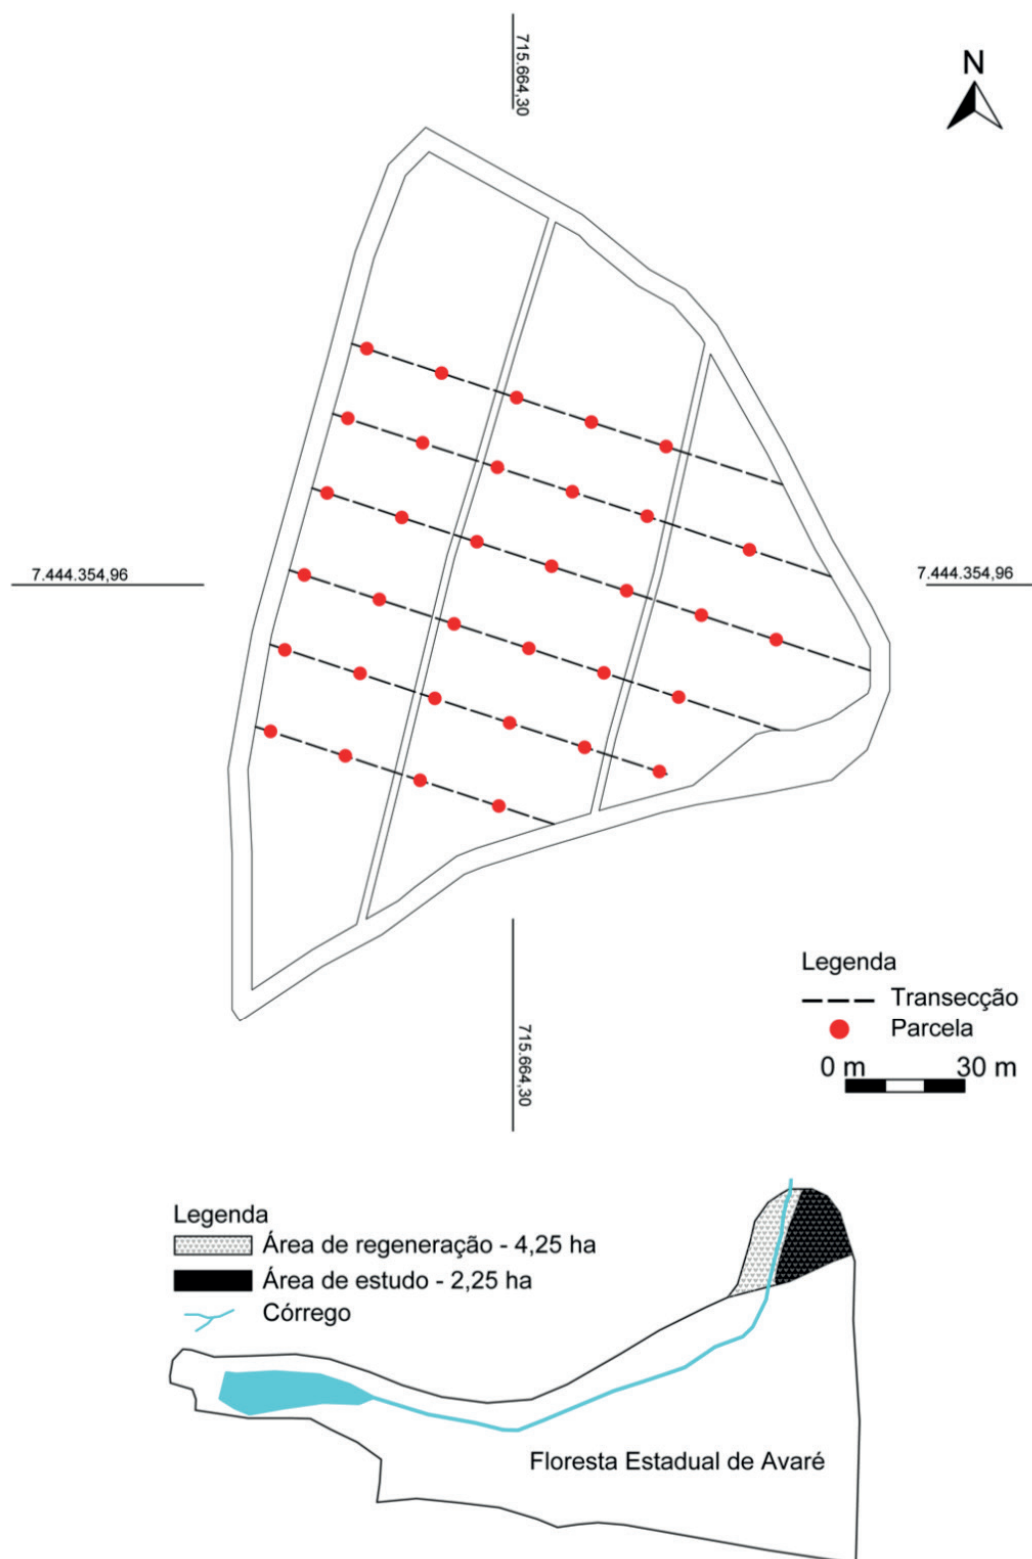 715.664,30
N
7.444.354,96
7.444.354,96
Legenda
Transecção
Parcela
0 m 30 m
715.664,30
Legenda
Área de regeneração - 4,25 ha
Área de estudo - 2,25 ha
Córrego
Floresta Estadual de Avaré